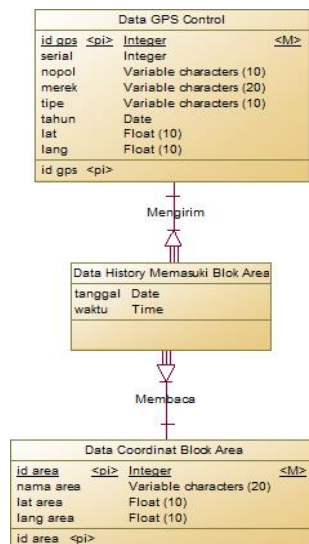 Data GPS Control
id gps <pi> Integer <M>
serial Integer
nopol Variable characters (10)
merek Variable characters (20)
tipe Variable characters (10)
tahun Date
lat Float (10)
lang Float (10)
id gps <pi>
Mengirim
Data History Memasuki Blok Area
tanggal Date
waktu Time
Membaca
Data Coordinat Block Area
id area <pi> Integer <M>
nama area Variable characters (20)
lat area Float (10)
lang area Float (10)
id area <pi>